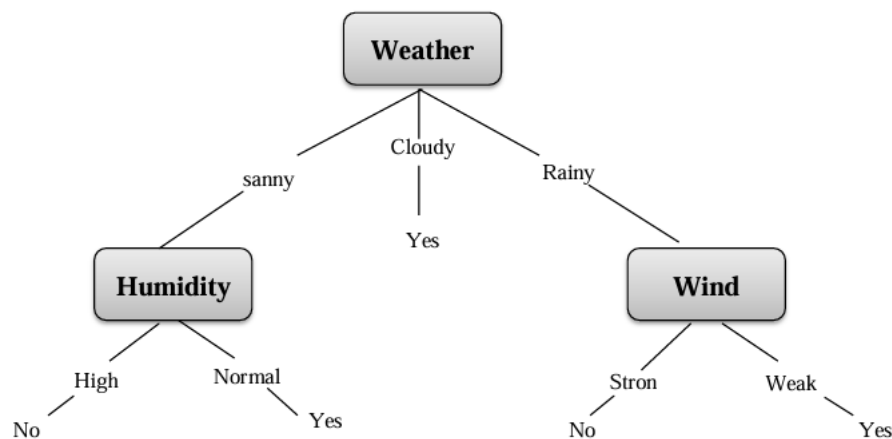 Weather
Cloudy
sanny
Rainy
Yes
Humidity
Wind
High
Normal
Stron
Weak
No
Yes
No
Yes